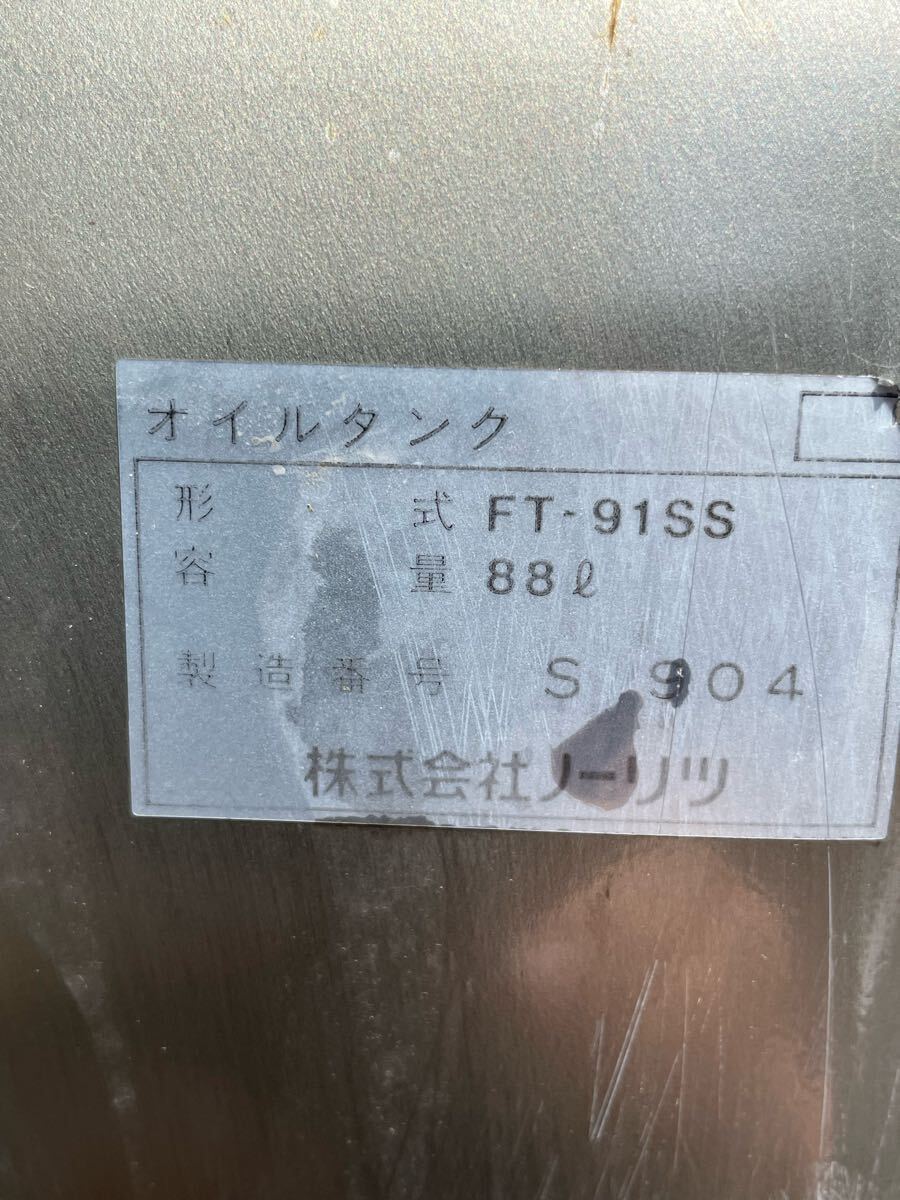 オイルタンク
形 式 FT-91SS
容 量 88ℓ
製造番号 S 904
株式会社ノーリツ